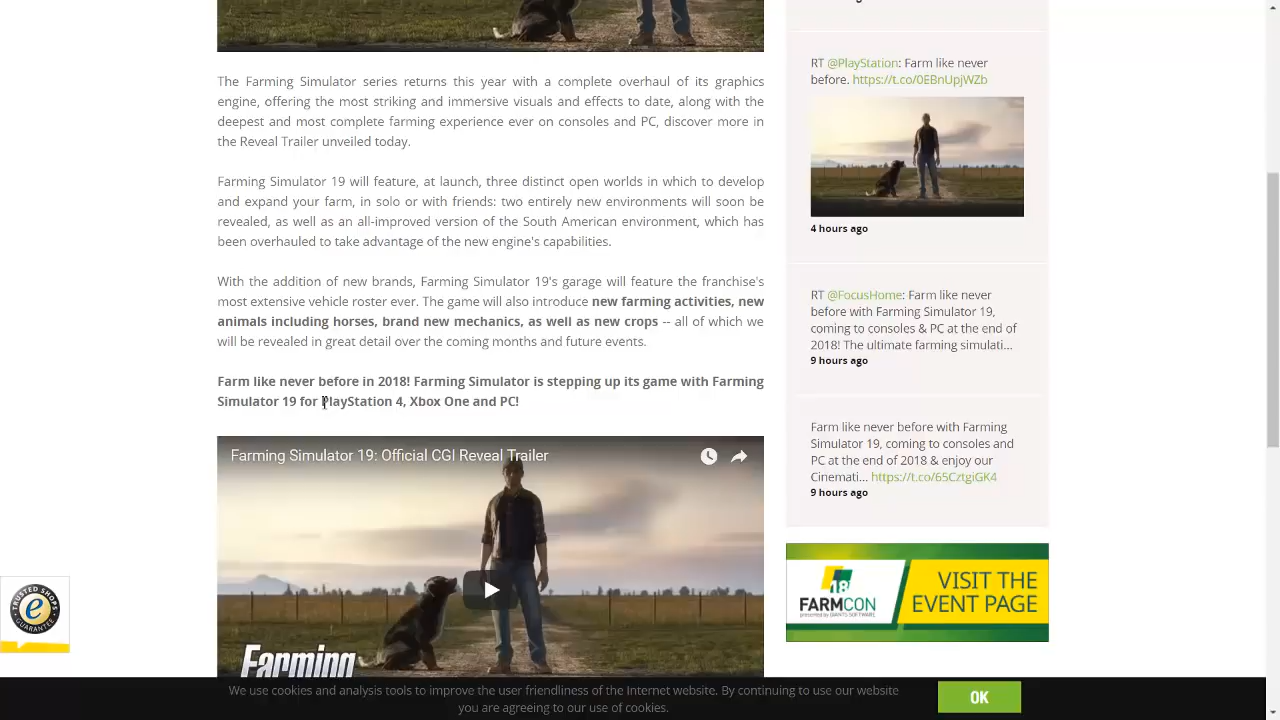 The Farming Simulator series returns this year with a complete overhaul of its graphics
engine, offering the most striking and immersive visuals and effects to date, along with the
deepest and most complete farming experience ever on consoles and PC, discover more in
the Reveal Trailer unveiled today.
Farming Simulator 19 will feature, at launch, three distinct open worlds in which to develop
and expand your farm, in solo or with friends: two entirely new environments will soon be
revealed, as well as an all-improved version of the South American environment, which has
been overhauled to take advantage of the new engine's capabilities.
With the addition of new brands, Farming Simulator 19's garage will feature the franchise's
most extensive vehicle roster ever. The game will also introduce new farming activities, new
animals including horses, brand new mechanics, as well as new crops -- all of which we
will be revealed in great detail over the coming months and future events.
Farm like never before in 2018! Farming Simulator is stepping up its game with Farming
Simulator 19 for PlayStation 4, Xbox One and PC!
Farming Simulator 19: Official CGI Reveal Trailer
Farming
RT @PlayStation: Farm like never
before. https://t.co/0EBnUpjWZb
4 hours ago
RT @FocusHome: Farm like never
before with Farming Simulator 19,
coming to consoles & PC at the end of
2018! The ultimate farming simulati...
9 hours ago
Farm like never before with Farming
Simulator 19, coming to consoles and
PC at the end of 2018 & enjoy our
Cinemati... https://t.co/65CztgiGK4
9 hours ago
18
FARMCON
presented by GIANTS SOFTWARE
VISIT THE
EVENT PAGE
TRUSTED SHOPS
e
GUARANTEE
We use cookies and analysis tools to improve the user friendliness of the Internet website. By continuing to use our website
you are agreeing to our use of cookies.
OK